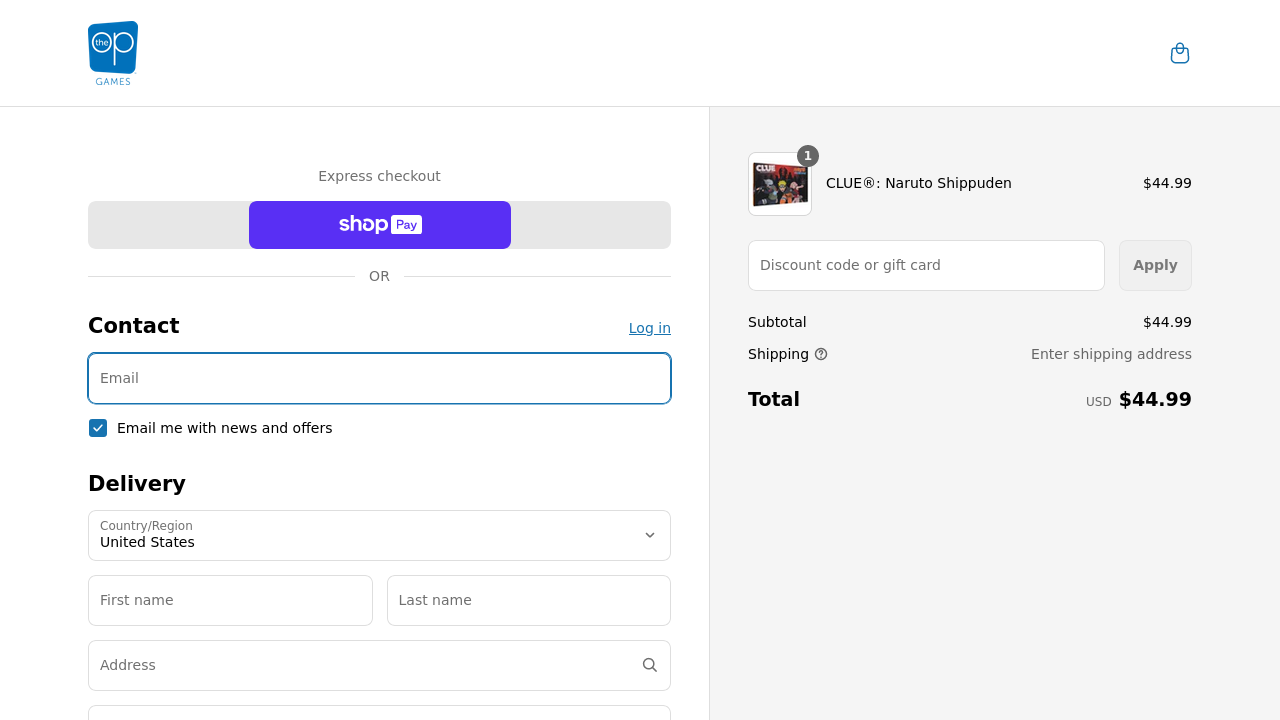 the op
GAMES
Express checkout
shop Pay
OR
Contact
Log in
Email
Email me with news and offers
Delivery
Country/Region
United States
First name
Last name
Address
CLUE
1
CLUE®: Naruto Shippuden
$44.99
Discount code or gift card
Apply
Subtotal
$44.99
Shipping
Enter shipping address
Total
USD $44.99